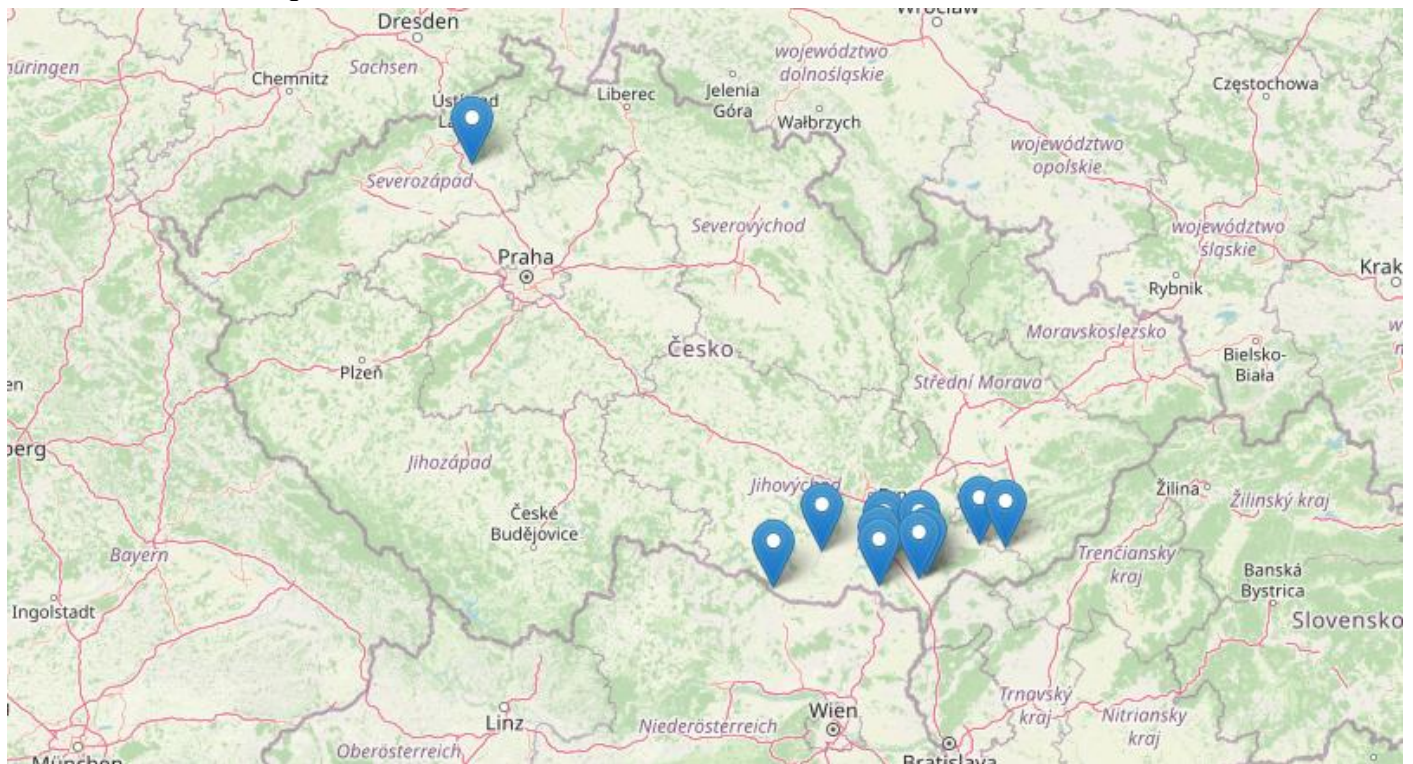 Wrocław
Dresden
województwo
dolnośląskie
Sachsen
Chemnitz
Liberec
Jelenia
Góra
Częstochowa
Wałbrzych
województwo
opolskie
Severozápad
Severovýchod
województwo
śląskie
Praha
Krak
Rybnik
Moravskoslezsko
Česko
Bielsko-
Biała
Plzeň
Střední Morava
berg
Jihozápad
Žilina
Žilinský kraj
České
Budějovice
Bayern
Trenčiansky
kraj
Banská
Bystrica
Ingolstadt
Slovensko
Trnavský
kraj
Nitriansky
kraj
Linz
Niederösterreich
Wien
Oberösterreich
Bratislava
München